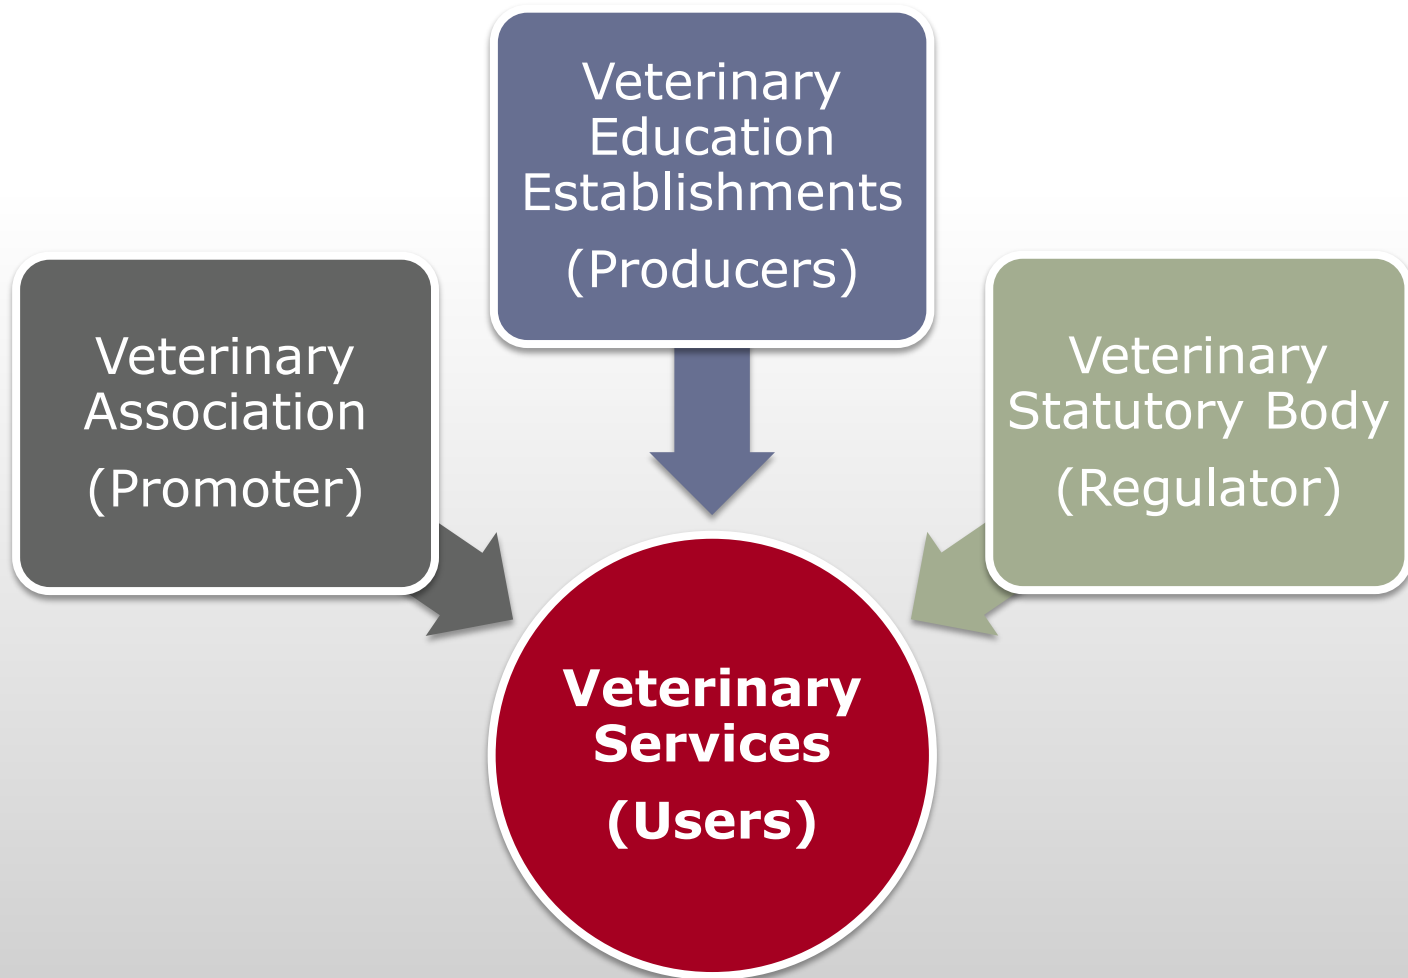 Veterinary
Education
Establishments
(Producers)
Veterinary
Association
(Promoter)
Veterinary
Statutory Body
(Regulator)
Veterinary
Services
(Users)